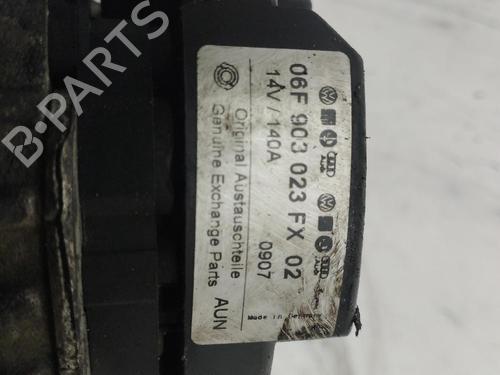 06F 903 023 FX 02
14V / 140A
0907
Original Austauschteile
Genuine Exchange Parts AUN
Made in Germany
B-Parts